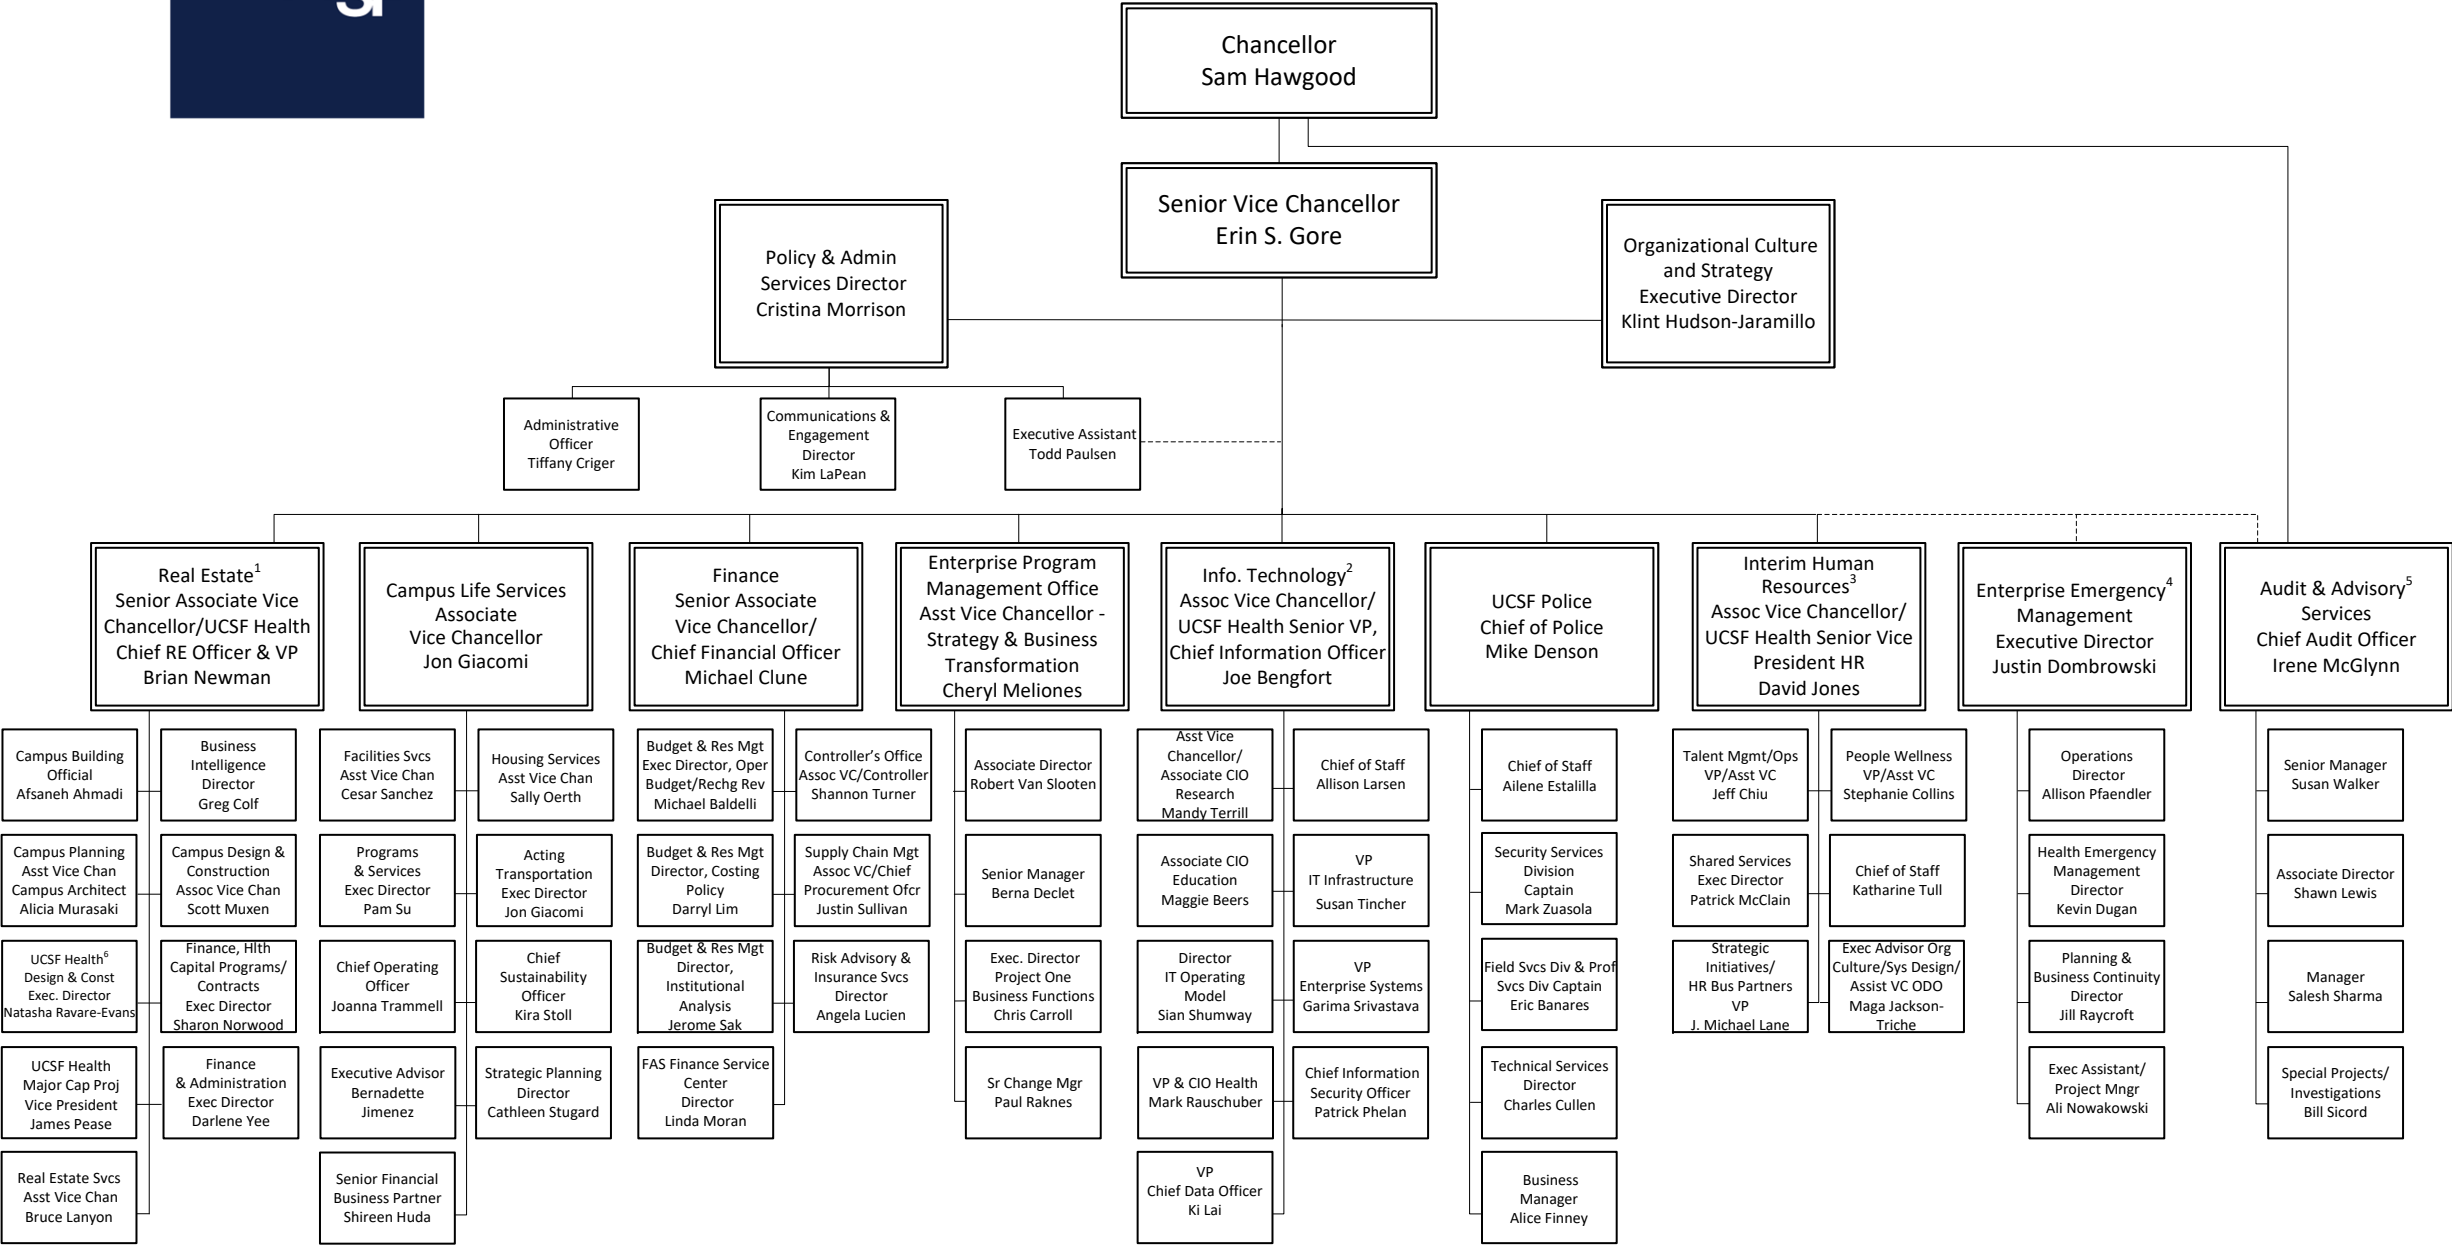 SF
Chancellor
Sam Hawgood
Senior Vice Chancellor
Erin S. Gore
Policy & Admin
Services Director
Cristina Morrison
Organizational Culture
and Strategy
Executive Director
Klint Hudson-Jaramillo
Administrative
Officer
Tiffany Criger
Communications &
Engagement
Director
Kim LaPean
Executive Assistant
Todd Paulsen
Real Estate1
Senior Associate Vice
Chancellor/UCSF Health
Chief RE Officer & VP
Brian Newman
Campus Life Services
Associate
Vice Chancellor
Jon Giacomi
Finance
Senior Associate
Vice Chancellor/
Chief Financial Officer
Michael Clune
Enterprise Program
Management Office
Asst Vice Chancellor -
Strategy & Business
Transformation
Cheryl Meliones
Info. Technology2
Assoc Vice Chancellor/
UCSF Health Senior VP,
Chief Information Officer
Joe Bengfort
UCSF Police
Chief of Police
Mike Denson
Interim Human
Resources3
Assoc Vice Chancellor/
UCSF Health Senior Vice
President HR
David Jones
Enterprise Emergency4
Management
Executive Director
Justin Dombrowski
Audit & Advisory5
Services
Chief Audit Officer
Irene McGlynn
Campus Building
Official
Afsaneh Ahmadi
Business
Intelligence
Director
Greg Colf
Facilities Svcs
Asst Vice Chan
Cesar Sanchez
Housing Services
Asst Vice Chan
Sally Oerth
Budget & Res Mgt
Exec Director, Oper
Budget/Rechg Rev
Michael Baldelli
Controller's Office
Assoc VC/Controller
Shannon Turner
Associate Director
Robert Van Slooten
Asst Vice
Chancellor/
Associate CIO
Research
Mandy Terrill
Chief of Staff
Allison Larsen
Chief of Staff
Ailene Estalilla
Talent Mgmt/Ops
VP/Asst VC
Jeff Chiu
People Wellness
VP/Asst VC
Stephanie Collins
Operations
Director
Allison Pfaendler
Senior Manager
Susan Walker
Campus Planning
Asst Vice Chan
Campus Architect
Alicia Murasaki
Campus Design &
Construction
Assoc Vice Chan
Scott Muxen
Programs
& Services
Exec Director
Pam Su
Acting
Transportation
Exec Director
Jon Giacomi
Budget & Res Mgt
Director, Costing
Policy
Darryl Lim
Supply Chain Mgt
Assoc VC/Chief
Procurement Ofcr
Justin Sullivan
Senior Manager
Berna Declet
Associate CIO
Education
Maggie Beers
VP
IT Infrastructure
Susan Tincher
Security Services
Division
Captain
Mark Zuasola
Shared Services
Exec Director
Patrick McClain
Chief of Staff
Katharine Tull
Health Emergency
Management
Director
Kevin Dugan
Associate Director
Shawn Lewis
UCSF Health6
Design & Const
Exec. Director
Natasha Ravare-Evans
Finance, Hlth
Capital Programs/
Contracts
Exec Director
Sharon Norwood
Chief Operating
Officer
Joanna Trammell
Chief
Sustainability
Officer
Kira Stoll
Budget & Res Mgt
Director,
Institutional
Analysis
Jerome Sak
Risk Advisory &
Insurance Svcs
Director
Angela Lucien
Exec. Director
Project One
Business Functions
Chris Carroll
Director
IT Operating
Model
Sian Shumway
VP
Enterprise Systems
Garima Srivastava
Field Svcs Div & Prof
Svcs Div Captain
Eric Banares
Strategic
Initiatives/
HR Bus Partners
VP
J. Michael Lane
Exec Advisor Org
Culture/Sys Design/
Assist VC ODO
Maga Jackson-
Triche
Planning &
Business Continuity
Director
Jill Raycroft
Manager
Salesh Sharma
UCSF Health
Major Cap Proj
Vice President
James Pease
Finance
& Administration
Exec Director
Darlene Yee
Executive Advisor
Bernadette
Jimenez
Strategic Planning
Director
Cathleen Stugard
FAS Finance Service
Center
Director
Linda Moran
Sr Change Mgr
Paul Raknes
VP & CIO Health
Mark Rauschuber
Chief Information
Security Officer
Patrick Phelan
Technical Services
Director
Charles Cullen
Exec Assistant/
Project Mngr
Ali Nowakowski
Special Projects/
Investigations
Bill Sicord
Real Estate Svcs
Asst Vice Chan
Bruce Lanyon
Senior Financial
Business Partner
Shireen Huda
VP
Chief Data Officer
Ki Lai
Business
Manager
Alice Finney